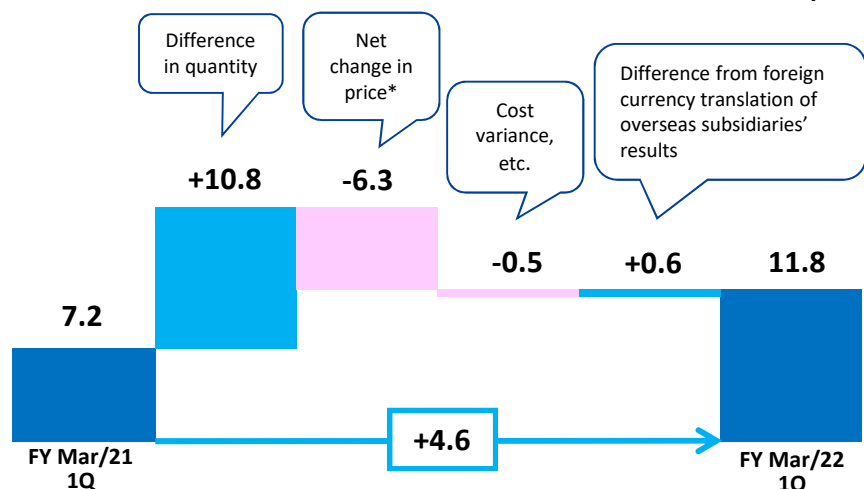 Difference
in quantity
Net
change in
price*
Cost
variance,
etc.
Difference from foreign
currency translation of
overseas subsidiaries’
results
+10.8
-6.3
-0.5
+0.6
11.8
7.2
+4.6
FY Mar/21
1Q
FY Mar/22
1Q